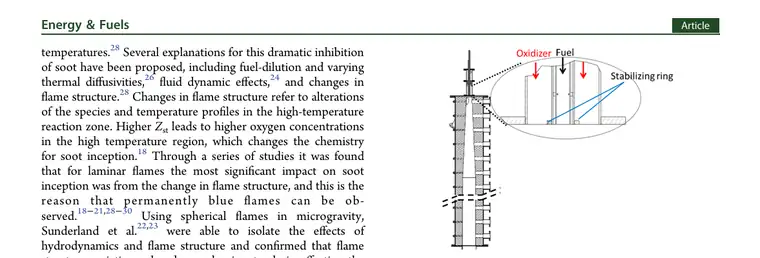 Energy & Fuels
Article
temperatures.28 Several explanations for this dramatic inhibition
of soot have been proposed, including fuel-dilution and varying
thermal diffusivities,26 fluid dynamic effects,24 and changes in
flame structure.28 Changes in flame structure refer to alterations
of the species and temperature profiles in the high-temperature
reaction zone. Higher Zst leads to higher oxygen concentrations
in the high temperature region, which changes the chemistry
for soot inception.18 Through a series of studies it was found
that for laminar flames the most significant impact on soot
inception was from the change in flame structure, and this is the
reason that permanently blue flames can be ob-
served.18−21,28−30 Using spherical flames in microgravity,
Sunderland et al.22,23 were able to isolate the effects of
hydrodynamics and flame structure and confirmed that flame
Oxidizer Fuel
Stabilizing ring